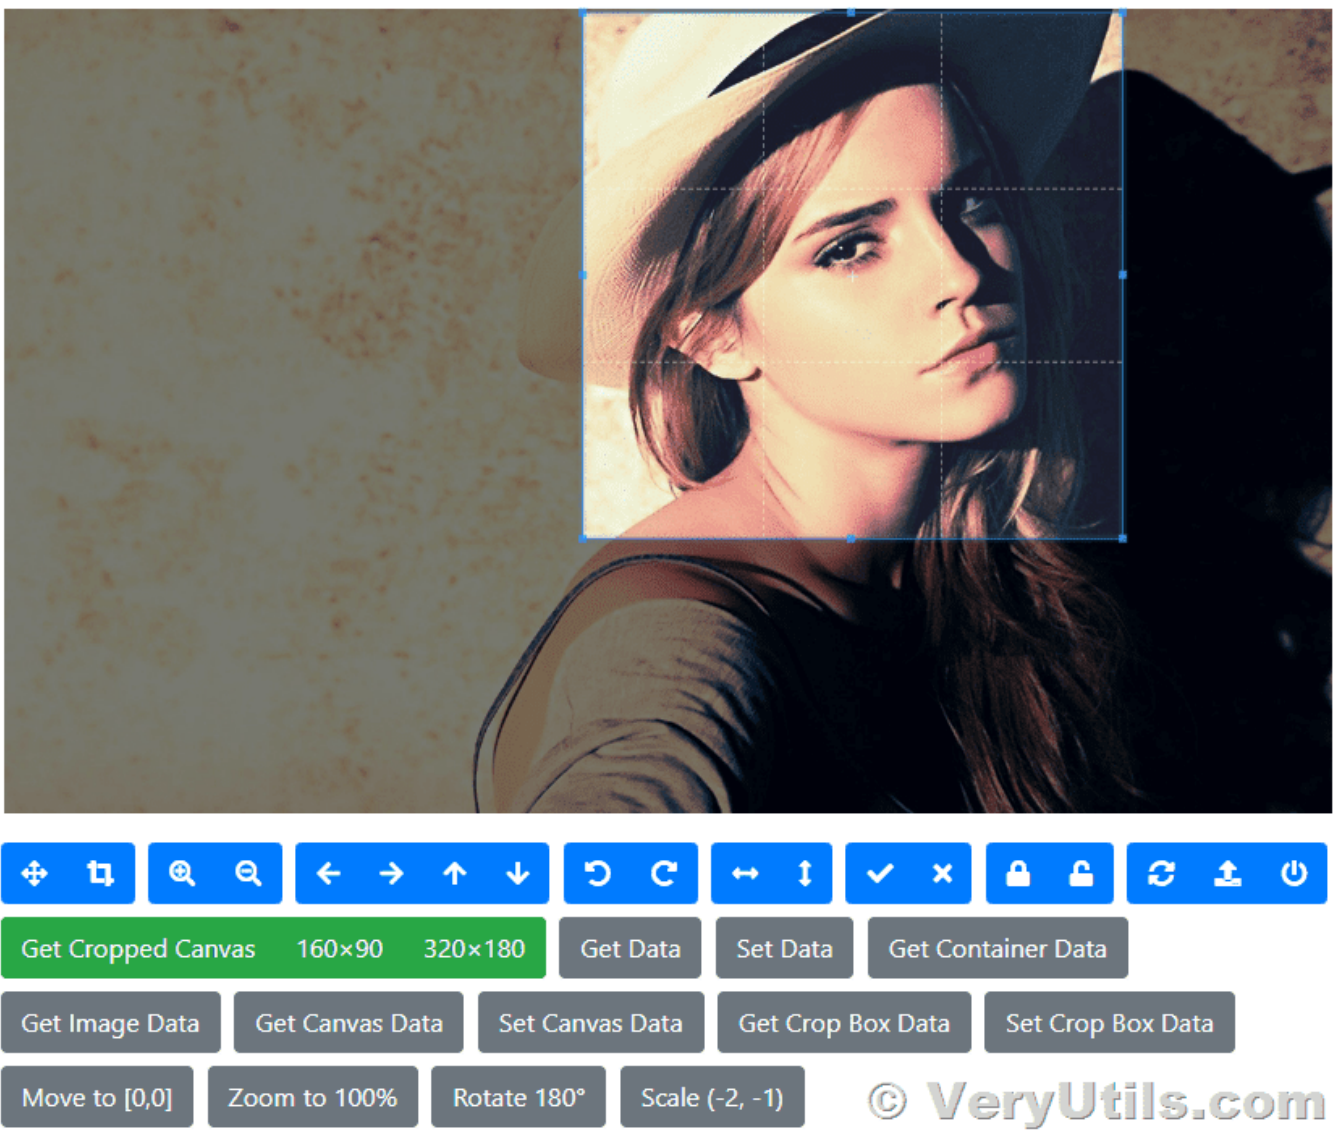 Get Cropped Canvas 160×90 320×180 Get Data Set Data Get Container Data
Get Image Data Get Canvas Data Set Canvas Data Get Crop Box Data Set Crop Box Data
Move to [0,0] Zoom to 100% Rotate 180° Scale (-2, -1) © VeryUtils.com